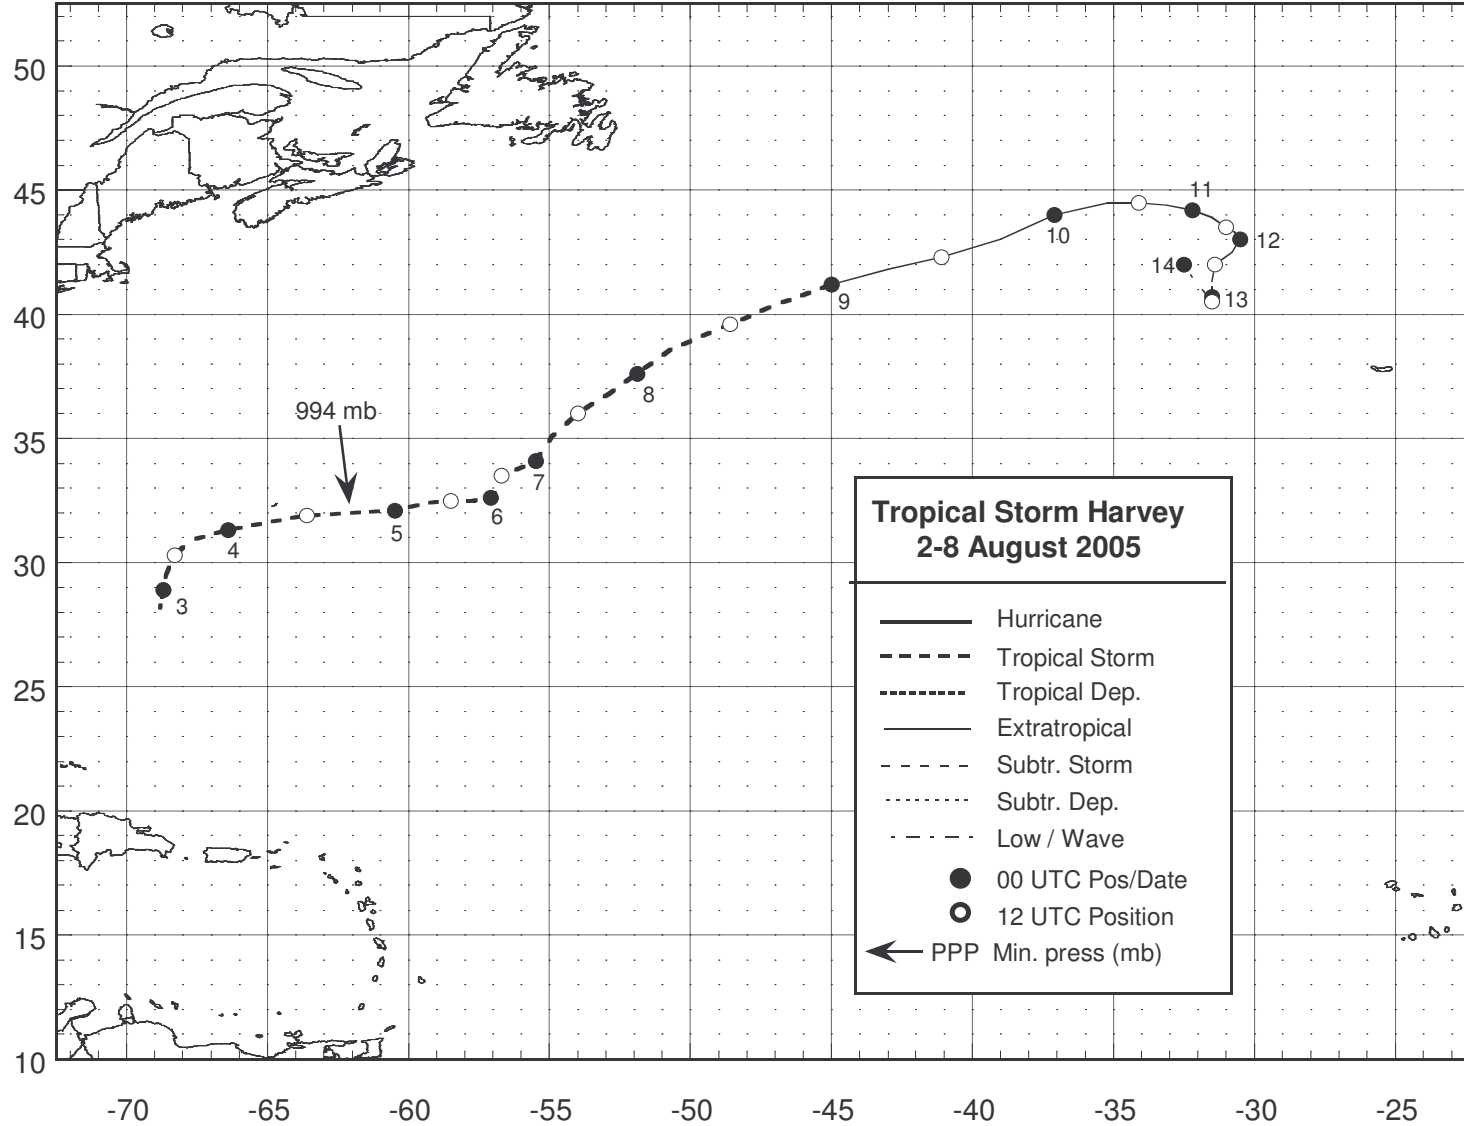 50
45
40
35
30
25
20
15
10
-70 -65 -60 -55 -50 -45 -40 -35 -30 -25
994 mb
3
4
5
6
7
8
9
10
11
12
13
14
Tropical Storm Harvey
2-8 August 2005
Hurricane
Tropical Storm
Tropical Dep.
Extratropical
Subtr. Storm
Subtr. Dep.
Low / Wave
00 UTC Pos/Date
12 UTC Position
PPP Min. press (mb)